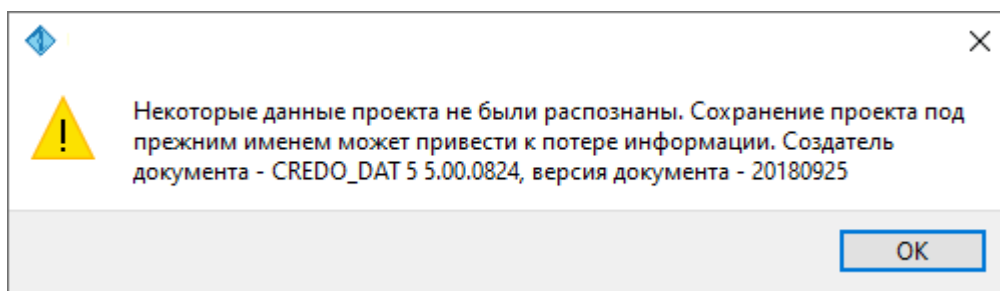 Некоторые данные проекта не были распознаны. Сохранение проекта под
прежним именем может привести к потере информации. Создатель
документа - CREDO_DAT 5 5.00.0824, версия документа - 20180925
OK